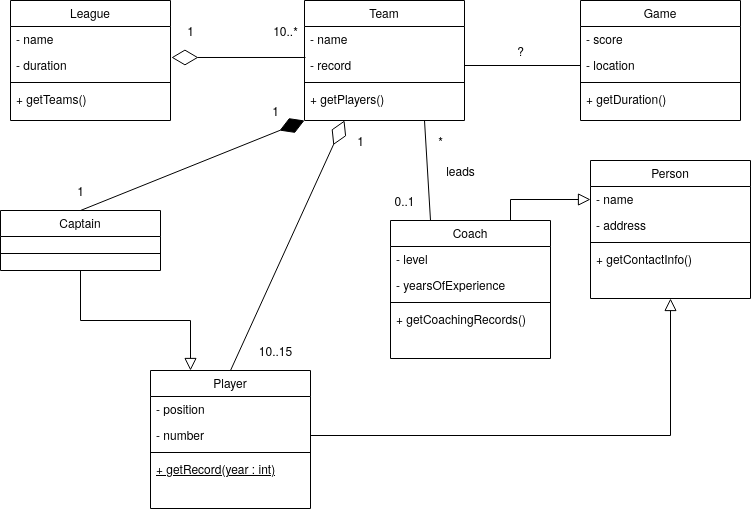 League
- name
- duration
+ getTeams()
1
10..*
Team
- name
- record
+ getPlayers()
?
Game
- score
- location
+ getDuration()
1
1
*
leads
0..1
1
Captain
Person
- name
- address
+ getContactInfo()
Coach
- level
- yearsOfExperience
+ getCoachingRecords()
10..15
Player
- position
- number
+ getRecord(year : int)